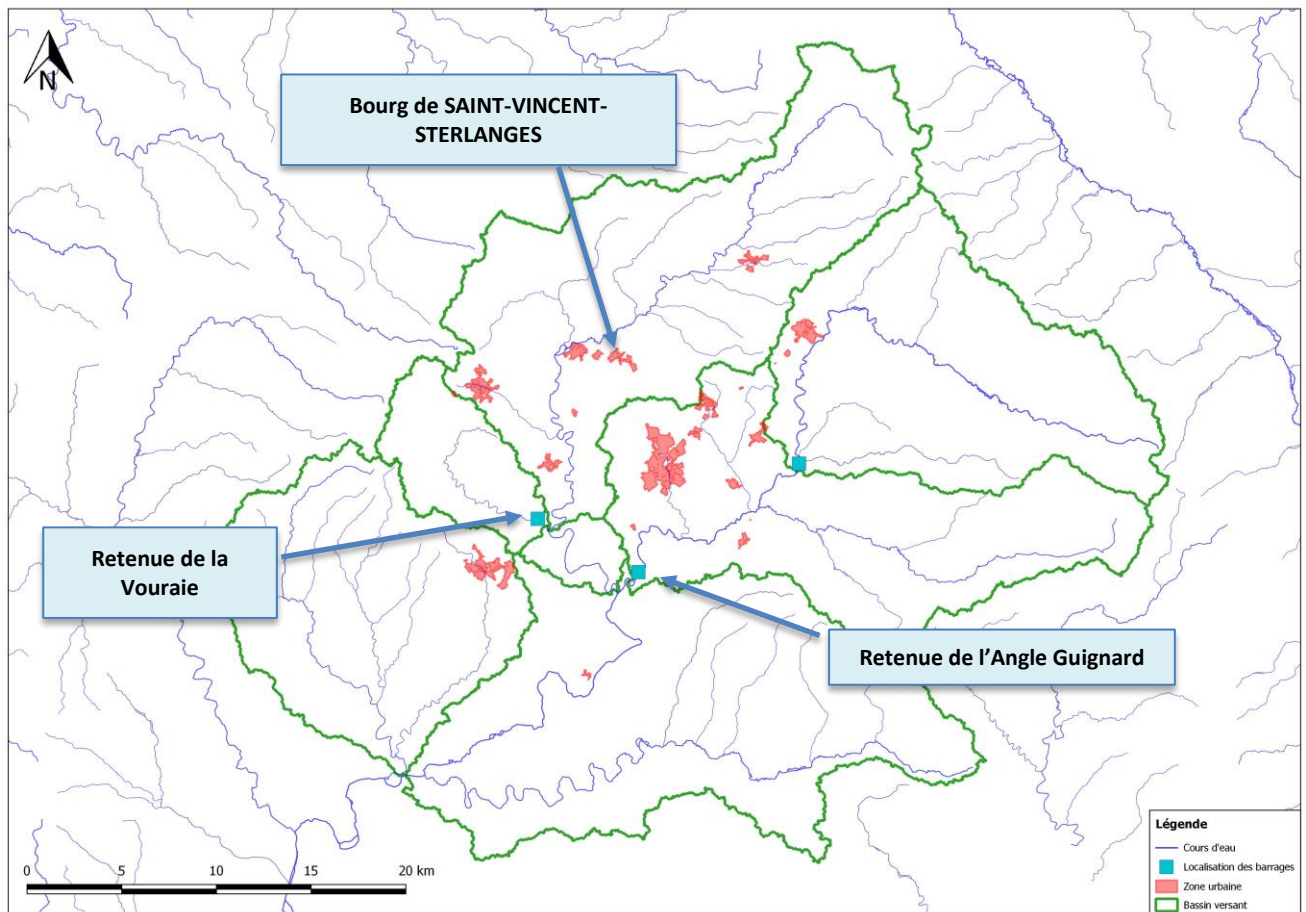 N
Bourg de SAINT-VINCENT-
STERLANGES
Retenue de la
Vouraie
Retenue de l’Angle Guignard
0 5 10 15 20 km
Légende
Cours d'eau
Localisation des barrages
Zone urbaine
Bassin versant